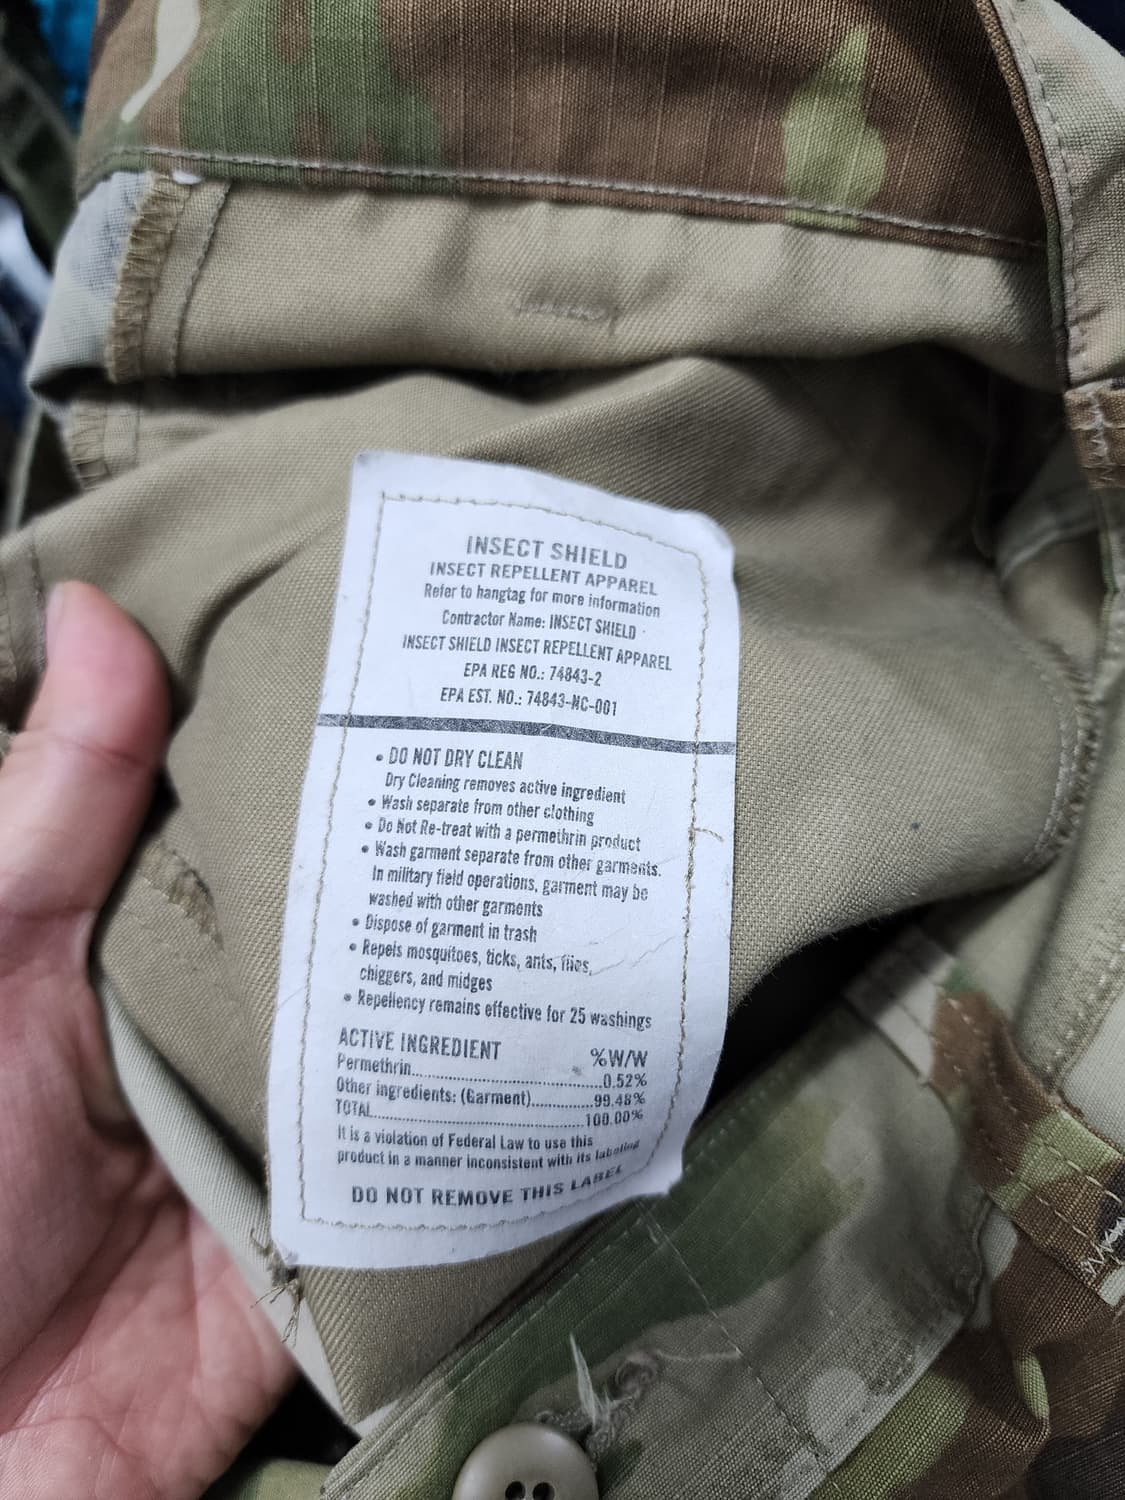 INSECT SHIELD
INSECT REPELLENT APPAREL
Refer to hangtag for more information
Contractor Name: INSECT SHIELD
INSECT SHIELD INSECT REPELLENT APPAREL
EPA REG NO.: 74843-2
EPA EST. NO.: 74843-NC-001
• DO NOT DRY CLEAN
Dry Cleaning removes active ingredient
• Wash separate from other clothing
• Do Not Re-treat with a permethrin product
• Wash garment separate from other garments.
In military field operations, garment may be
washed with other garments
• Dispose of garment in trash
• Repels mosquitoes, ticks, ants, flies,
chiggers, and midges
• Repellency remains effective for 25 washings
ACTIVE INGREDIENT %W/W
Permethrin.......................................0.52%
Other ingredients: (Garment).............99.48%
TOTAL............................................100.00%
It is a violation of Federal Law to use this
product in a manner inconsistent with its labeling
DO NOT REMOVE THIS LABEL